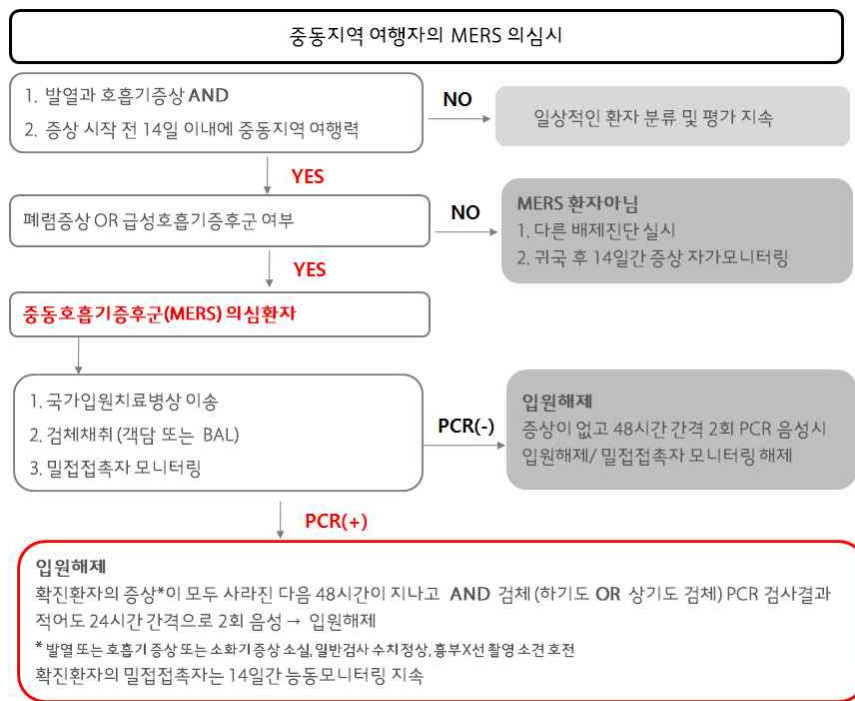 중동지역 여행자의 MERS 의심시
1. 발열과 호흡기증상 AND
2. 증상 시작 전 14일 이내에 중동지역 여행력
NO
일상적인 환자 분류 및 평가 지속
YES
폐렴증상 OR 급성호흡기증후군 여부
NO
MERS 환자아님
1. 다른 배제진단 실시
2. 귀국 후 14일간 증상 자가모니터링
YES
중동호흡기증후군(MERS) 의심환자
1. 국가입원치료병상 이송
2. 검체채취 (객담 또는 BAL)
3. 밀접접촉자 모니터링
PCR(-)
입원해제
증상이 없고 48시간 간격 2회 PCR 음성시
입원해제/ 밀접접촉자 모니터링 해제
PCR(+)
입원해제
확진환자의 증상*이 모두 사라진 다음 48시간이 지나고 AND 검체 (하기도 OR 상기도 검체) PCR 검사결과
적어도 24시간 간격으로 2회 음성 → 입원해제
* 발열 또는 호흡기 증상 또는 소화기증상 소실, 일반검사 수치정상, 흉부X선 촬영 소견 호전
확진환자의 밀접접촉자는 14일간 능동모니터링 지속